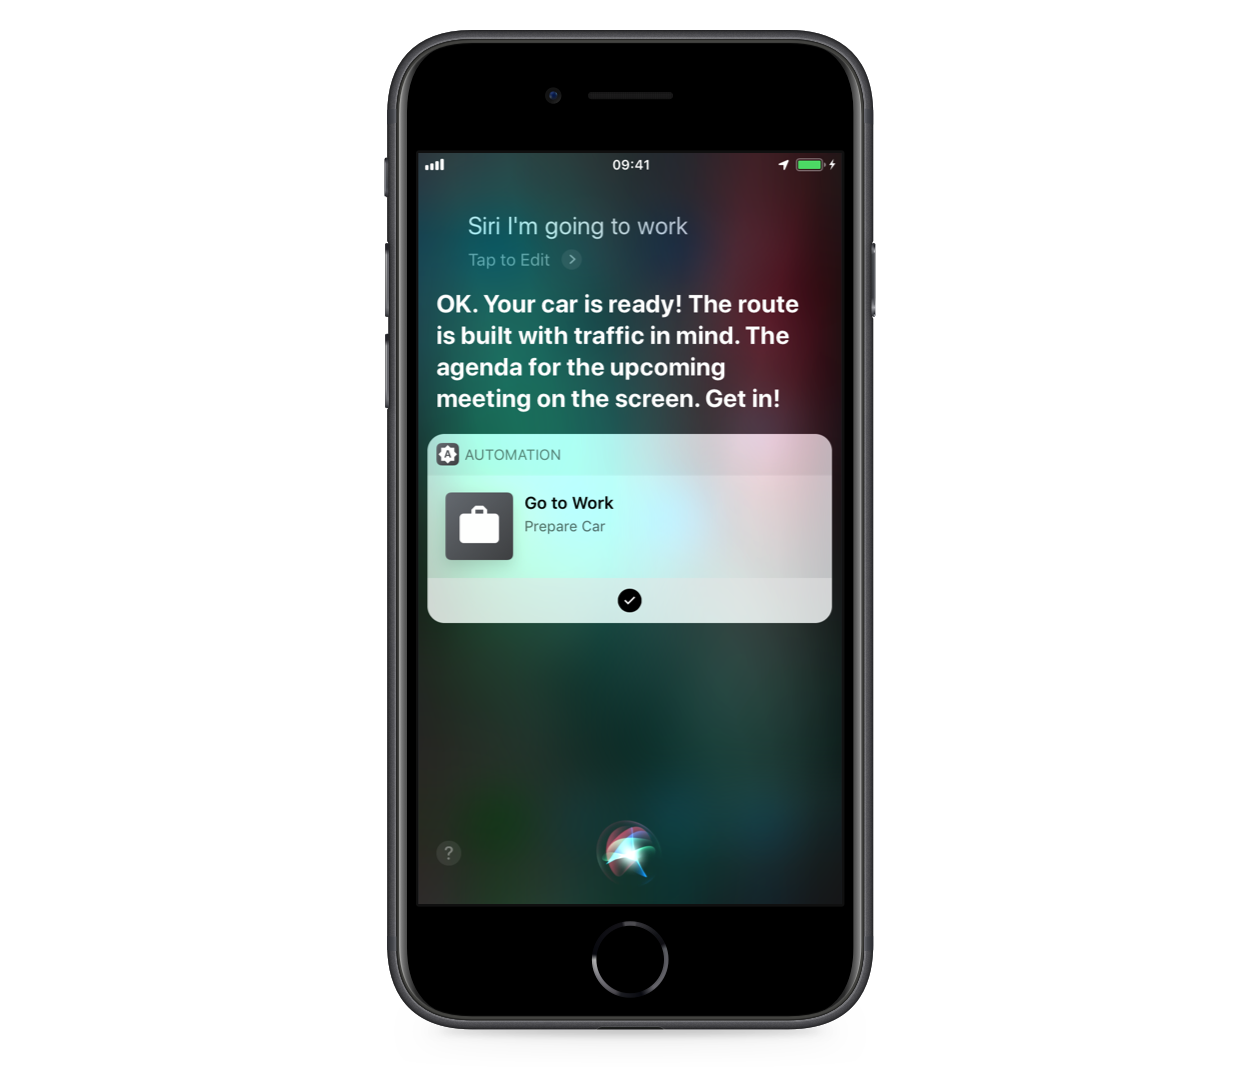 09:41
Siri I'm going to work
Tap to Edit
OK. Your car is ready! The route
is built with traffic in mind. The
agenda for the upcoming
meeting on the screen. Get in!
A AUTOMATION
Go to Work
Prepare Car
?